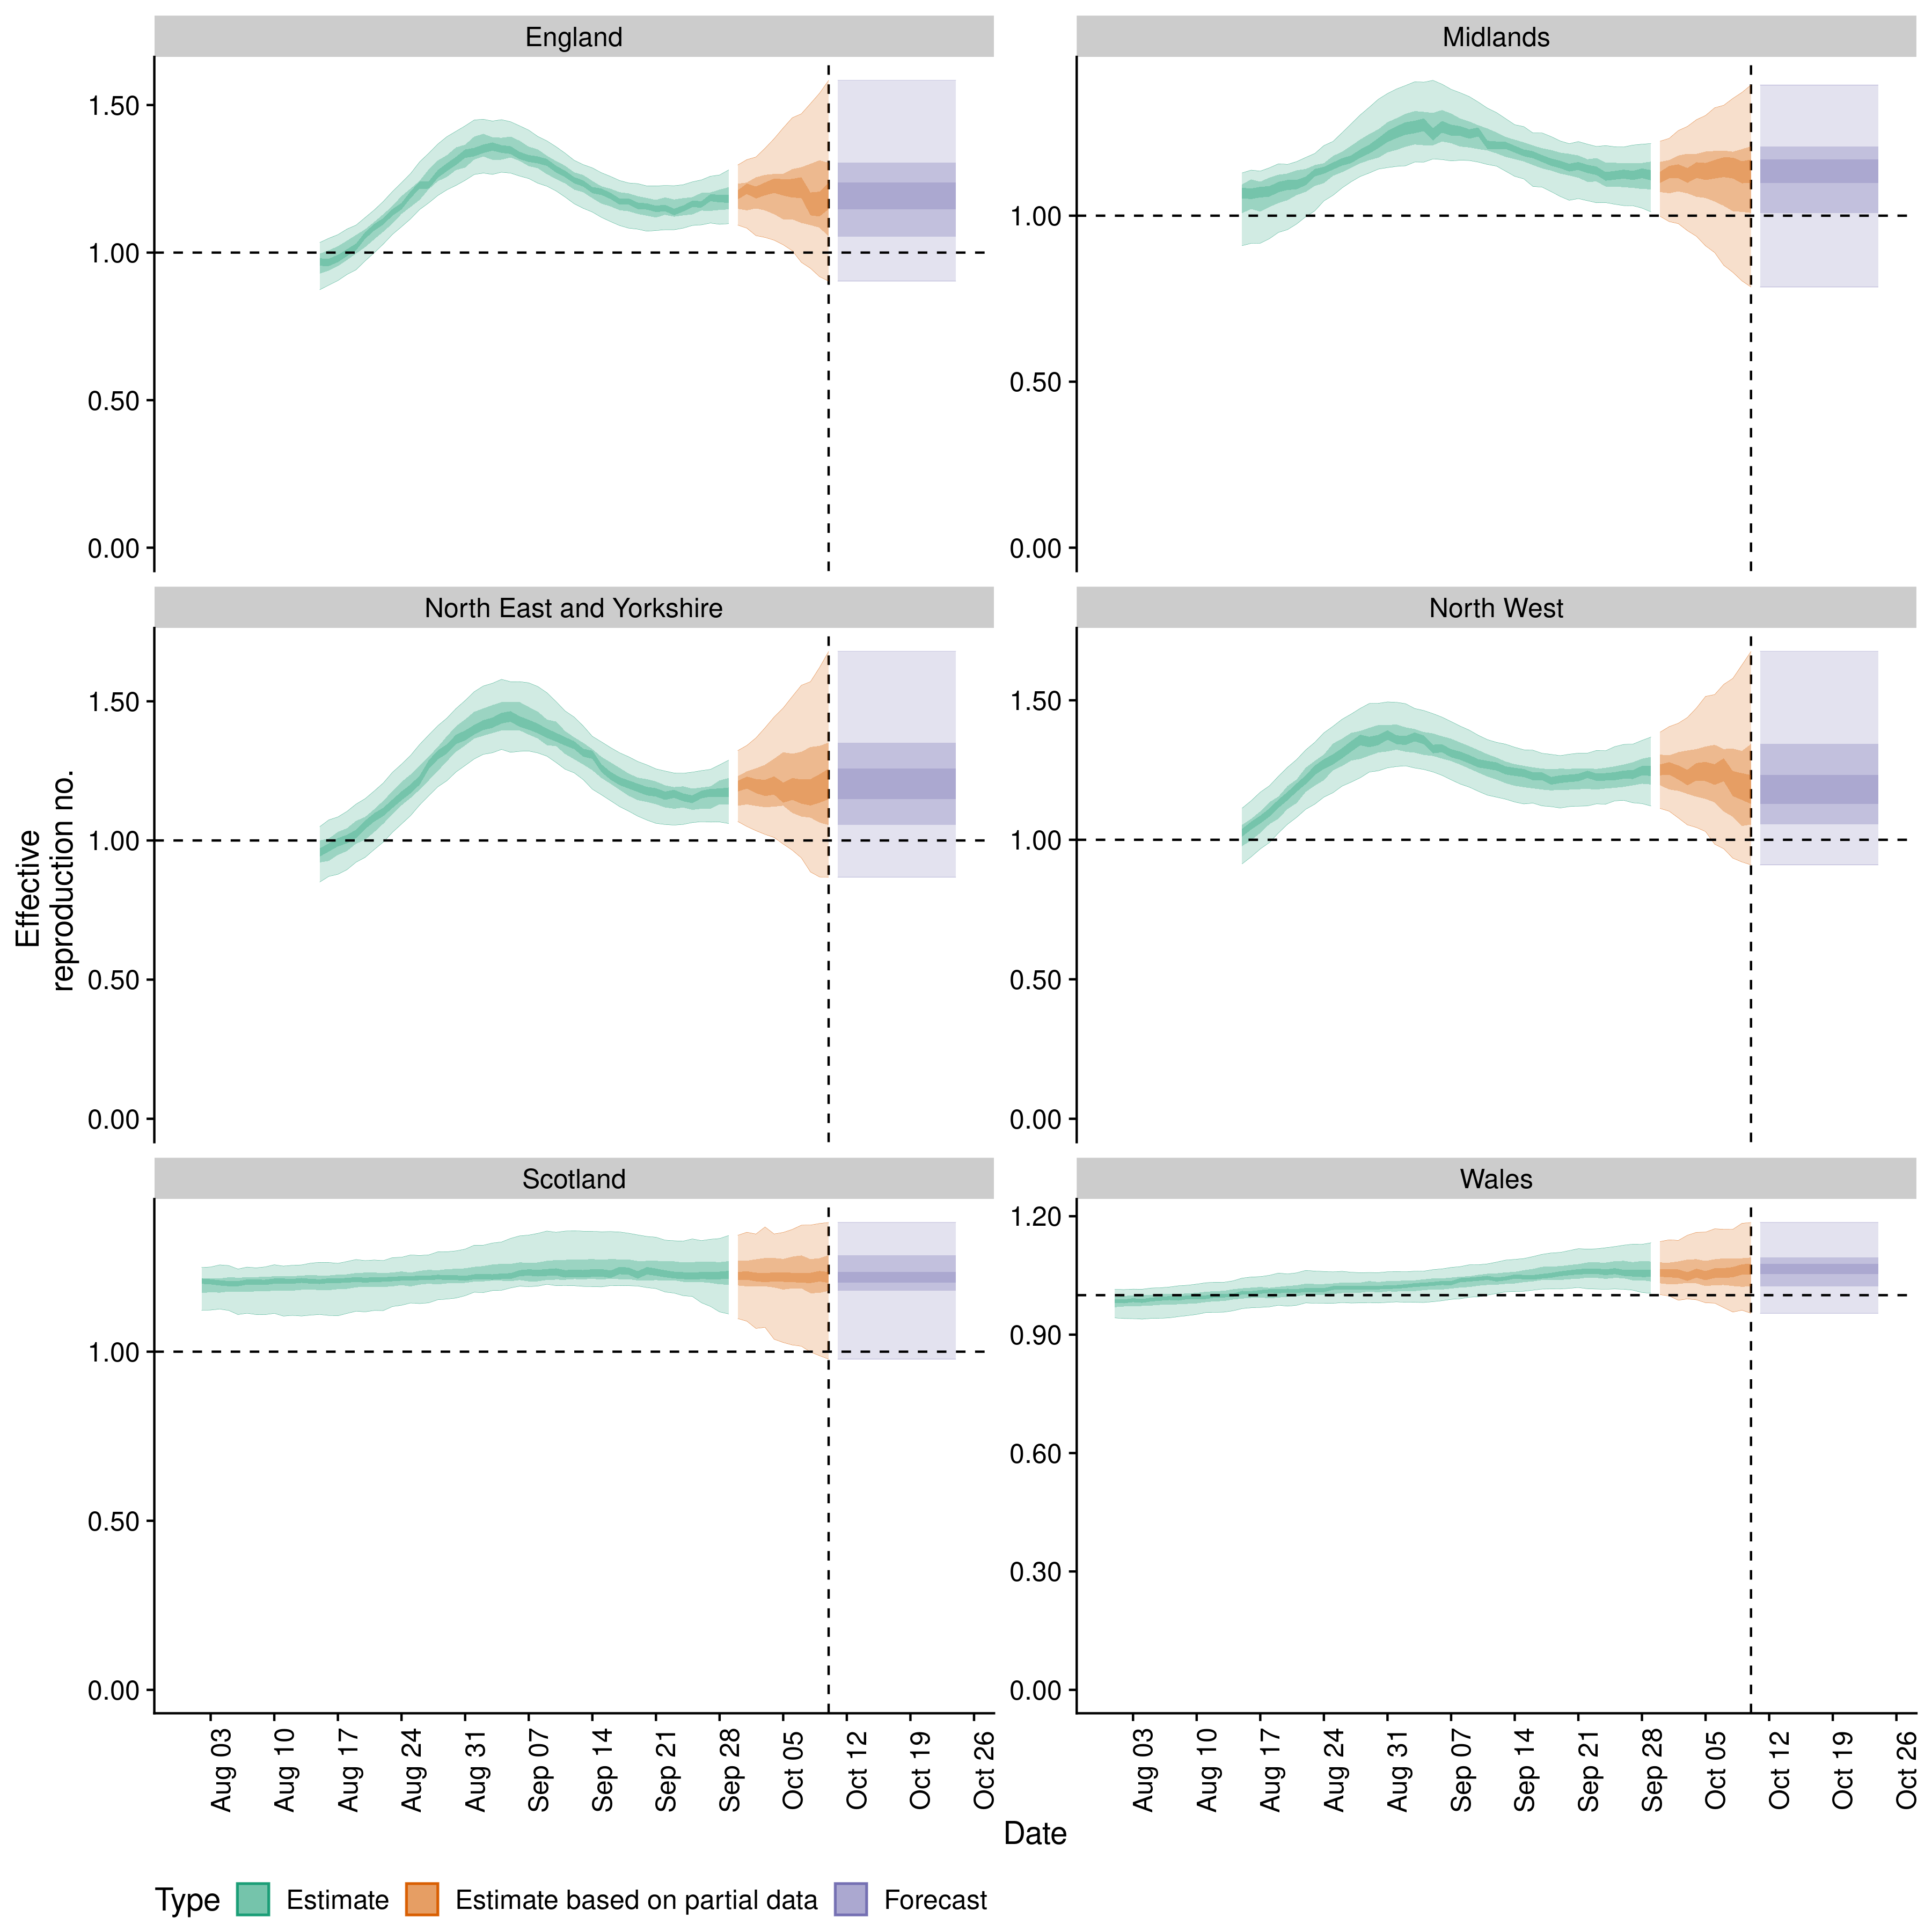 England
Midlands
1.50
1.00
0.50
0.00
1.00
0.50
0.00
North East and Yorkshire
North West
1.50
1.00
0.50
0.00
1.50
1.00
0.50
0.00
Effective
reproduction no.
Scotland
Wales
1.00
0.50
0.00
1.20
0.90
0.60
0.30
0.00
Aug 03
Aug 10
Aug 17
Aug 24
Aug 31
Sep 07
Sep 14
Sep 21
Sep 28
Oct 05
Oct 12
Oct 19
Oct 26
Aug 03
Aug 10
Aug 17
Aug 24
Aug 31
Sep 07
Sep 14
Sep 21
Sep 28
Oct 05
Oct 12
Oct 19
Oct 26
Date
Type Estimate Estimate based on partial data Forecast